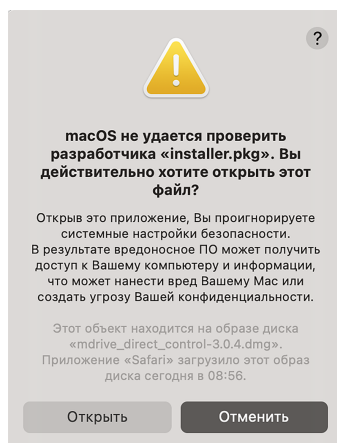 ?
macOS не удается проверить
разработчика «installer.pkg». Вы
действительно хотите открыть этот
файл?
Открыв это приложение, Вы проигнорируете
системные настройки безопасности.
В результате вредоносное ПО может получить
доступ к Вашему компьютеру и информации,
что может нанести вред Вашему Mac или
создать угрозу Вашей конфиденциальности.
Этот объект находится на образе диска
«mdrive_direct_control-3.0.4.dmg».
Приложение «Safari» загрузило этот образ
диска сегодня в 08:56.
Открыть
Отменить